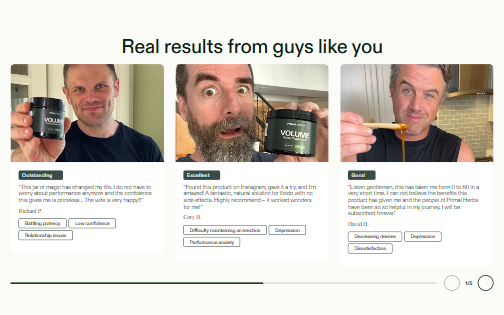 Real results from guys like you
VOLUME
VOLUME
Outstanding
"This jar of magic has changed my life. I do not have to
worry about performance anymore and the confidence
this gives me is priceless... The wife is very happy!!"
Richard P.
Battling potency
Low confidence
Relationship issues
Excellent
"Found this product on Instagram, gave it a try, and I'm
amazed! A fantastic, natural solution for libido with no
side effects. Highly recommend – it worked wonders
for me!"
Cory B.
Difficulty maintaining an erection
Depression
Performance anxiety
Good
"Listen gentlemen, this has taken me from 0 to 60 in a
very short time. I can not believe the benefits this
product has given me and the people of Primal Herbs
have been so so helpful in my journey. I will be
subscribed forever."
David H.
Decreasing desires
Depression
Dissatisfaction
1/5